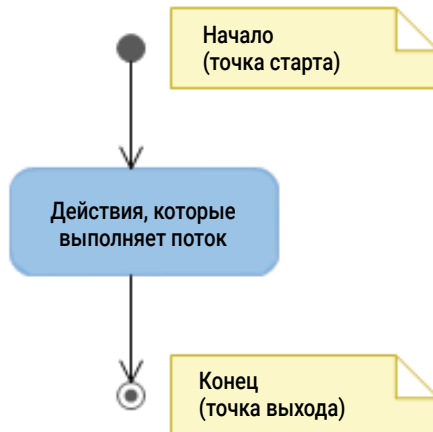 Начало
(точка старта)
Действия, которые
выполняет поток
Конец
(точка выхода)